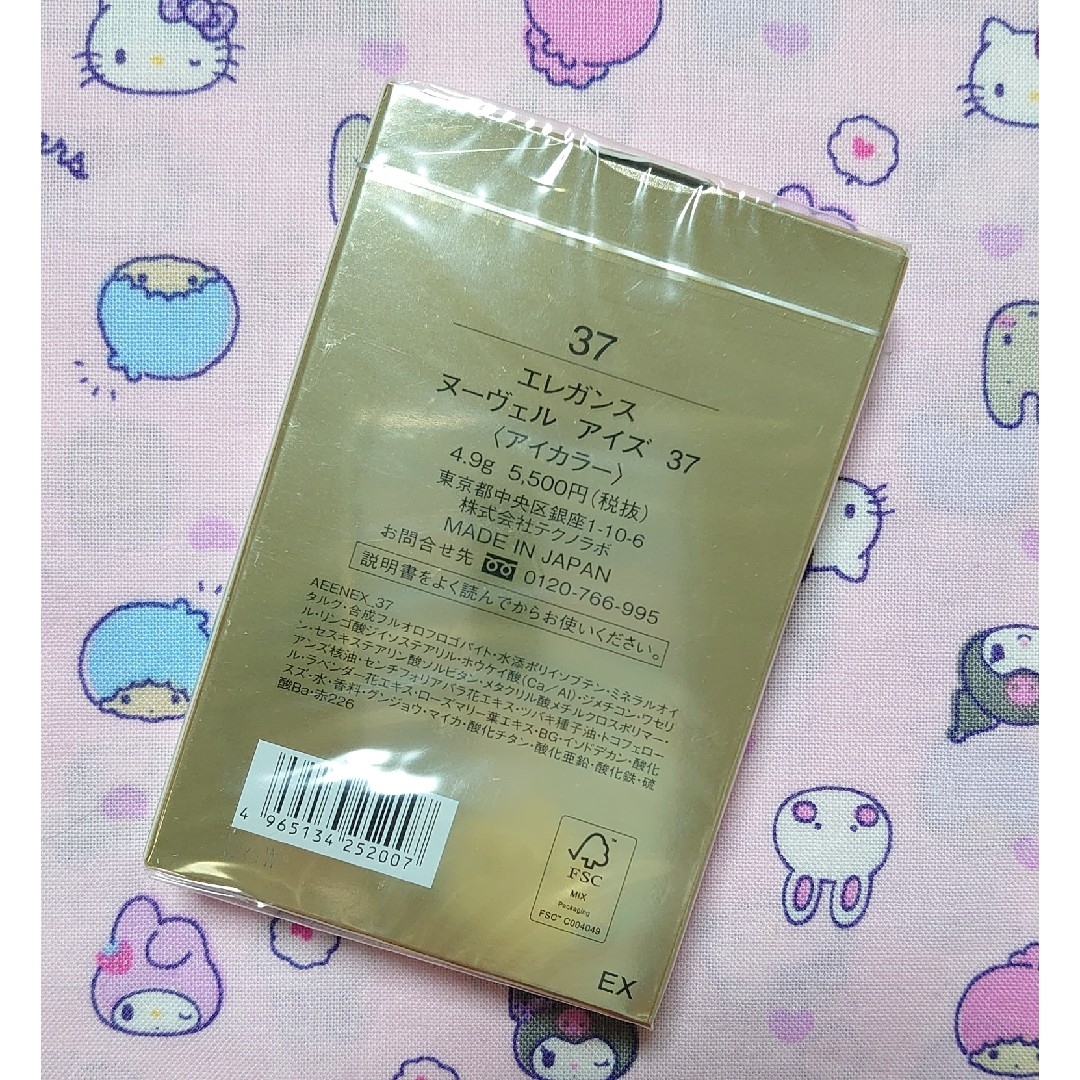 37
エレガンス
ヌーヴェル アイズ 37
〈アイカラー〉
4.9g 5,500円(税抜)
東京都中央区銀座1-10-6
株式会社テクノラボ
MADE IN JAPAN
お問合せ先 0120-766-995
説明書をよく読んでからお使いください。
AEENEX_37
タルク・合成フルオロフロゴパイト・水添ポリイソブテン・ミネラルオイ
ル・リンゴ酸ジイソステアリル・ホウケイ酸(Ca/Al)・ジメチコン・ワセリ
ン・セスキステアリン酸ソルビタン・メタクリル酸メチルクロスポリマー・
アンズ核油・センチフォリアバラ花エキス・ツバキ種子油・トコフェロー
ル・ラベンダー花エキス・ローズマリー葉エキス・BG・インドデカン・酸化
スズ・水・香料・グンジョウ・マイカ・酸化チタン・酸化亜鉛・酸化鉄・硫
酸Ba・赤226
4 965134 252007
FSC
MIX
Packaging
FSC™ C004049
EX